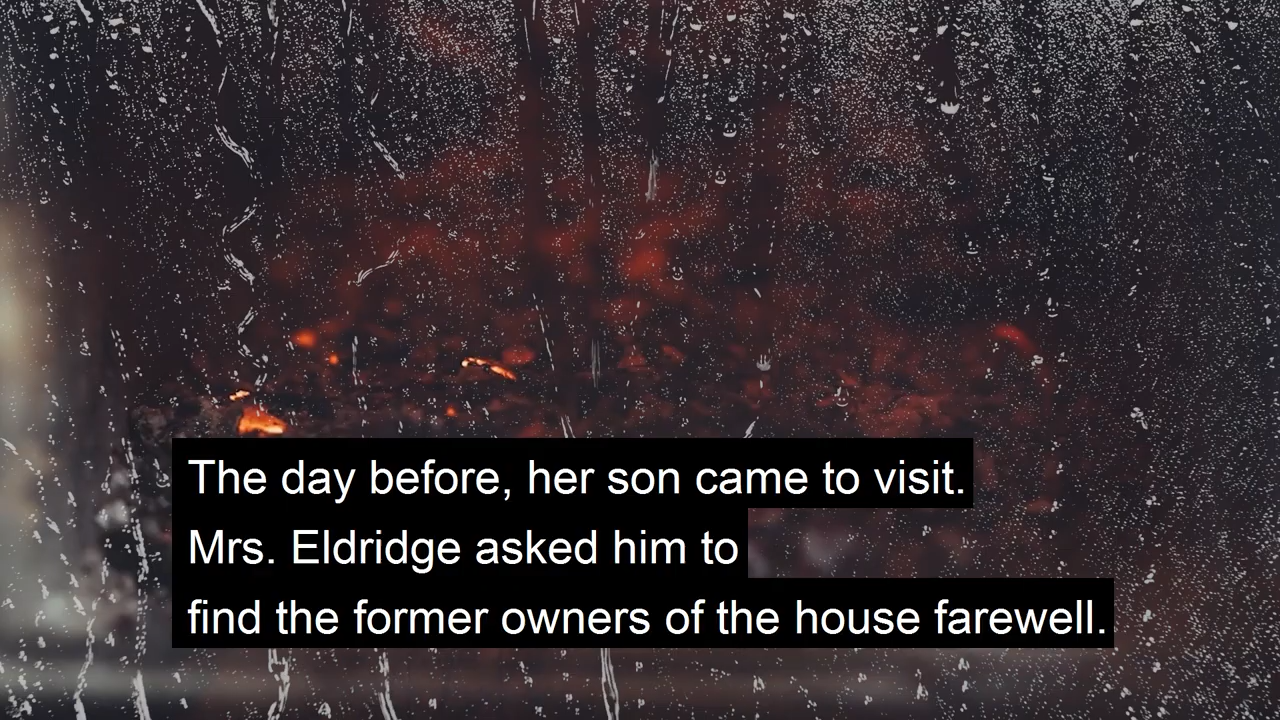 The day before, her son came to visit.
Mrs. Eldridge asked him to
find the former owners of the house farewell.